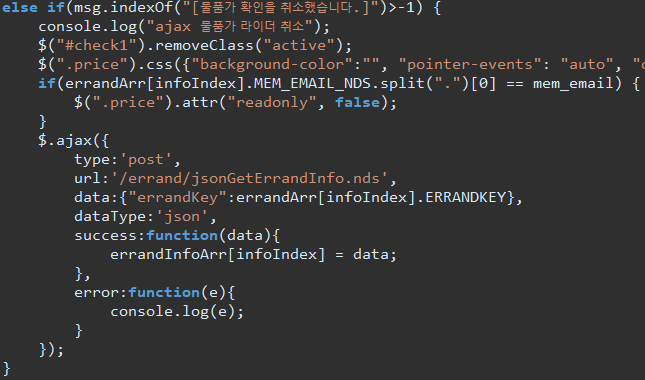 else if(msg.indexOf("[물품가 확인을 취소했습니다.]")>-1) {
console.log("ajax 물품가 라이더 취소");
$("#check1").removeClass("active");
$(".price").css({"background-color":"", "pointer-events": "auto", "
if(errandArr[infoIndex].MEM_EMAIL_NDS.split(".")[0] == mem_email) {
$(".price").attr("readonly", false);
}
$.ajax({
type:'post',
url:'/errand/jsonGetErrandInfo.nds',
data:{"errandKey":errandArr[infoIndex].ERRANDKEY},
dataType:'json',
success:function(data){
errandInfoArr[infoIndex] = data;
},
error:function(e){
console.log(e);
}
});
}